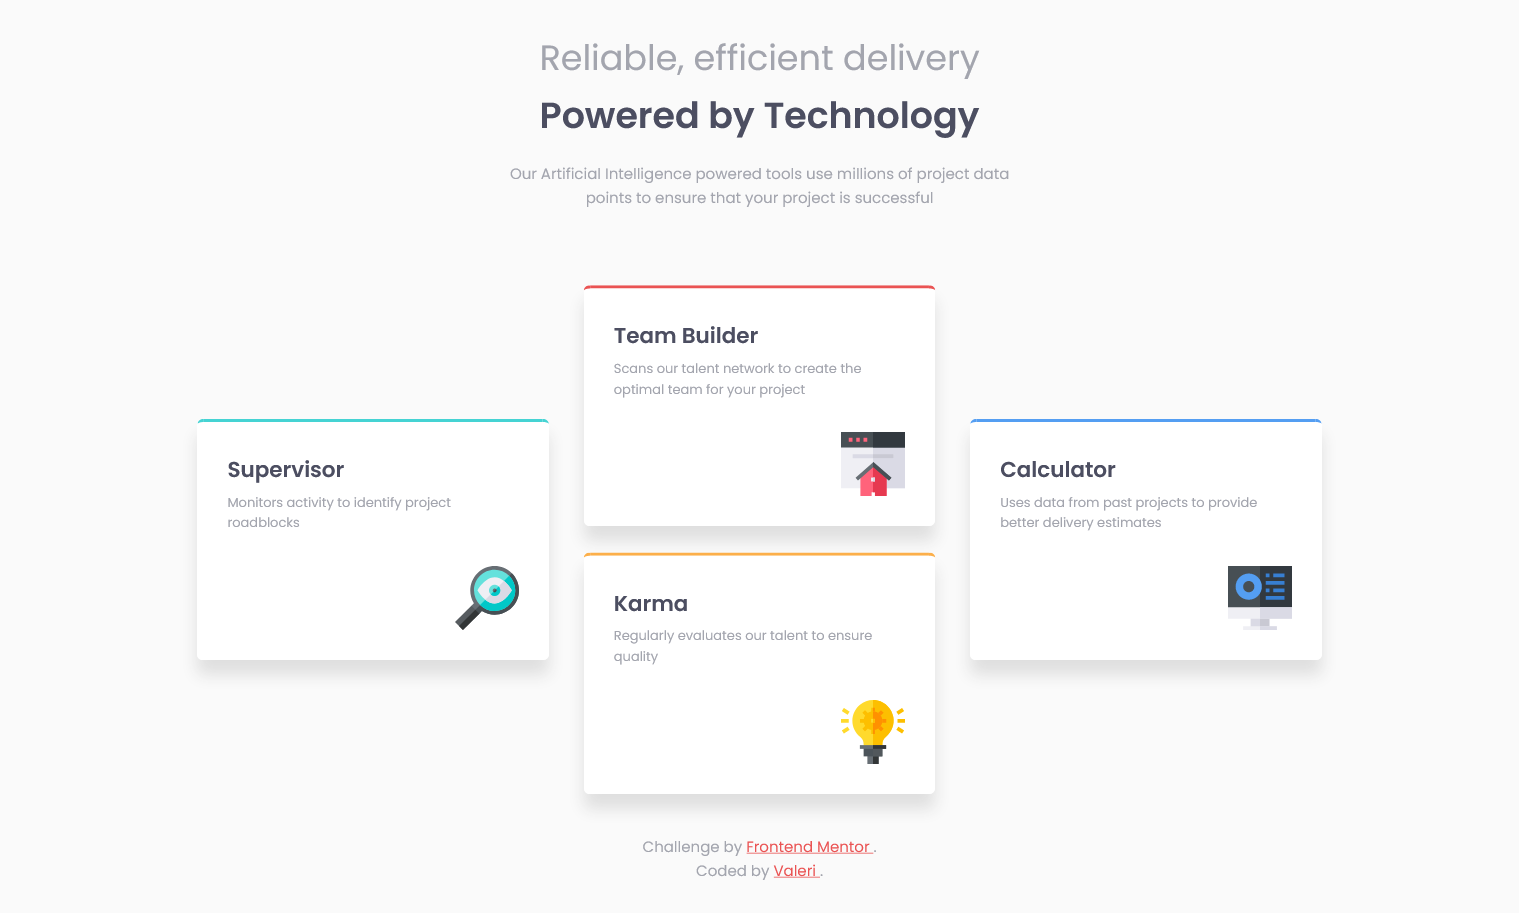 Reliable, efficient delivery
Powered by Technology
Our Artificial Intelligence powered tools use millions of project data
points to ensure that your project is successful
Team Builder
Scans our talent network to create the
optimal team for your project
Supervisor
Monitors activity to identify project
roadblocks
Calculator
Uses data from past projects to provide
better delivery estimates
Karma
Regularly evaluates our talent to ensure
quality
Challenge by Frontend Mentor .
Coded by Valeri .